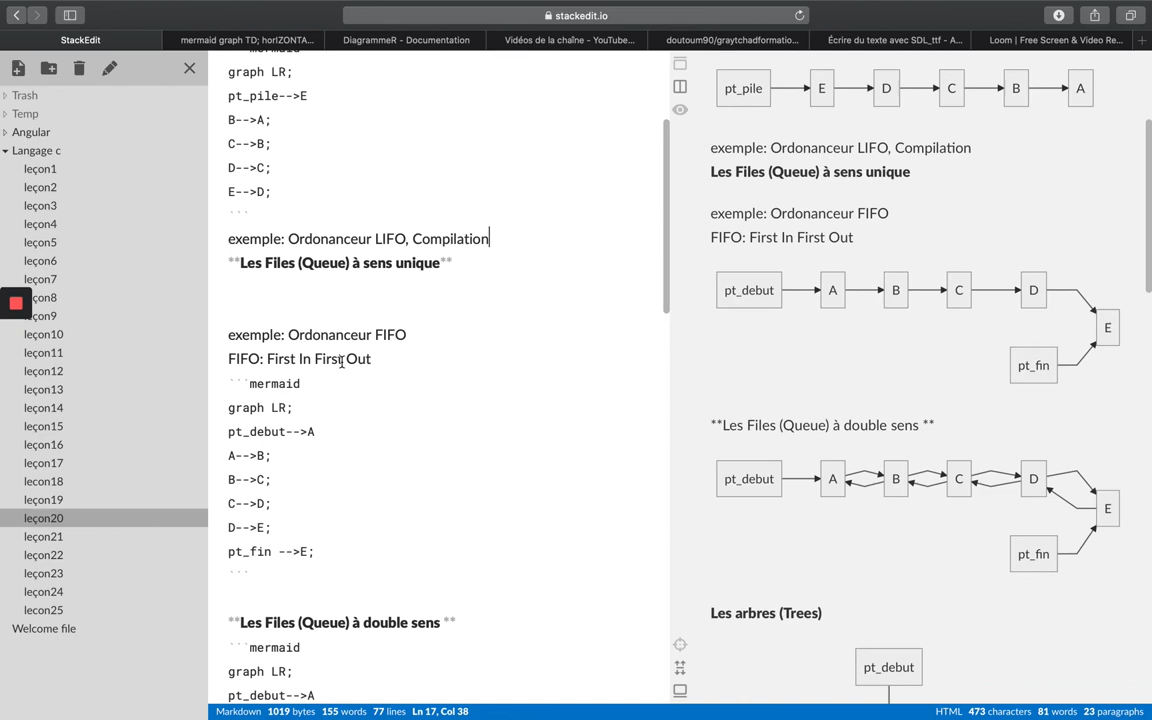 stackedit.io
StackEdit
mermaid graph TD; horIZONTA...
DiagrammeR - Documentation
Vidéos de la chaîne - YouTube...
doutoum90/graytchadformatio...
Écrire du texte avec SDL_ttf - A...
Loom | Free Screen & Video Re...
Trash
Temp
Angular
Langage c
leçon1
leçon2
leçon3
leçon4
leçon5
leçon6
leçon7
çon8
çon9
leçon10
leçon11
leçon12
leçon13
leçon14
leçon15
leçon16
leçon17
leçon18
leçon19
leçon20
leçon21
leçon22
leçon23
leçon24
lecon25
Welcome file
```mermaid
graph LR;
pt_pile-->E
B-->A;
C-->B;
D-->C;
E-->D;
```
exemple: Ordonanceur LIFO, Compilation
**Les Files (Queue) à sens unique**
exemple: Ordonanceur FIFO
FIFO: First In First Out
```mermaid
graph LR;
pt_debut-->A
A-->B;
B-->C;
C-->D;
D-->E;
pt_fin -->E;
```
**Les Files (Queue) à double sens **
```mermaid
graph LR;
pt_debut-->A
pt_pile E D C B A
exemple: Ordonanceur LIFO, Compilation
Les Files (Queue) à sens unique
exemple: Ordonanceur FIFO
FIFO: First In First Out
pt_debut A B C D
E
pt_fin
**Les Files (Queue) à double sens **
pt_debut A B C D
E
pt_fin
Les arbres (Trees)
pt_debut
Markdown 1019 bytes 155 words 77 lines Ln 17, Col 38
HTML 473 characters 81 words 23 paragraphs